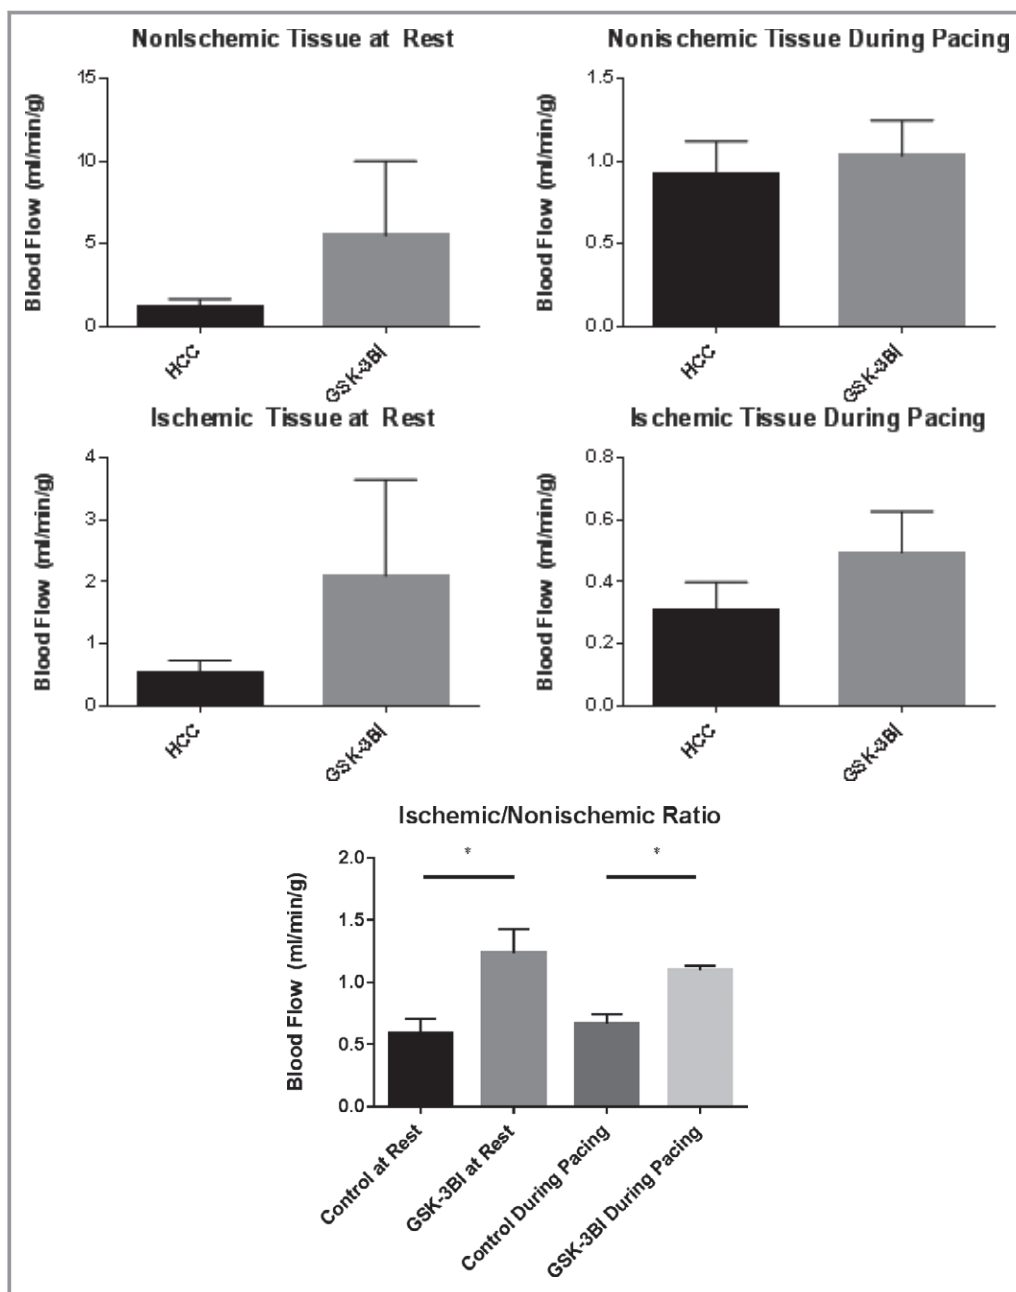 NonIschemic Tissue at Rest
Blood Flow (ml/min/g)
15
10
5
0
HCC
GSK-3BI
Nonischemic Tissue During Pacing
Blood Flow (ml/min/g)
1.5
1.0
0.5
0.0
HCC
GSK-3BI
Ischemic Tissue at Rest
Blood Flow (ml/min/g)
4
3
2
1
0
HCC
GSK-3BI
Ischemic Tissue During Pacing
Blood Flow (ml/min/g)
0.8
0.6
0.4
0.2
0.0
HCC
GSK-3BI
Ischemic/Nonischemic Ratio
Blood Flow (ml/min/g)
2.0
1.5
1.0
0.5
0.0
* *
Control at Rest
GSK-3BI at Rest
Control During Pacing
GSK-3BI During Pacing